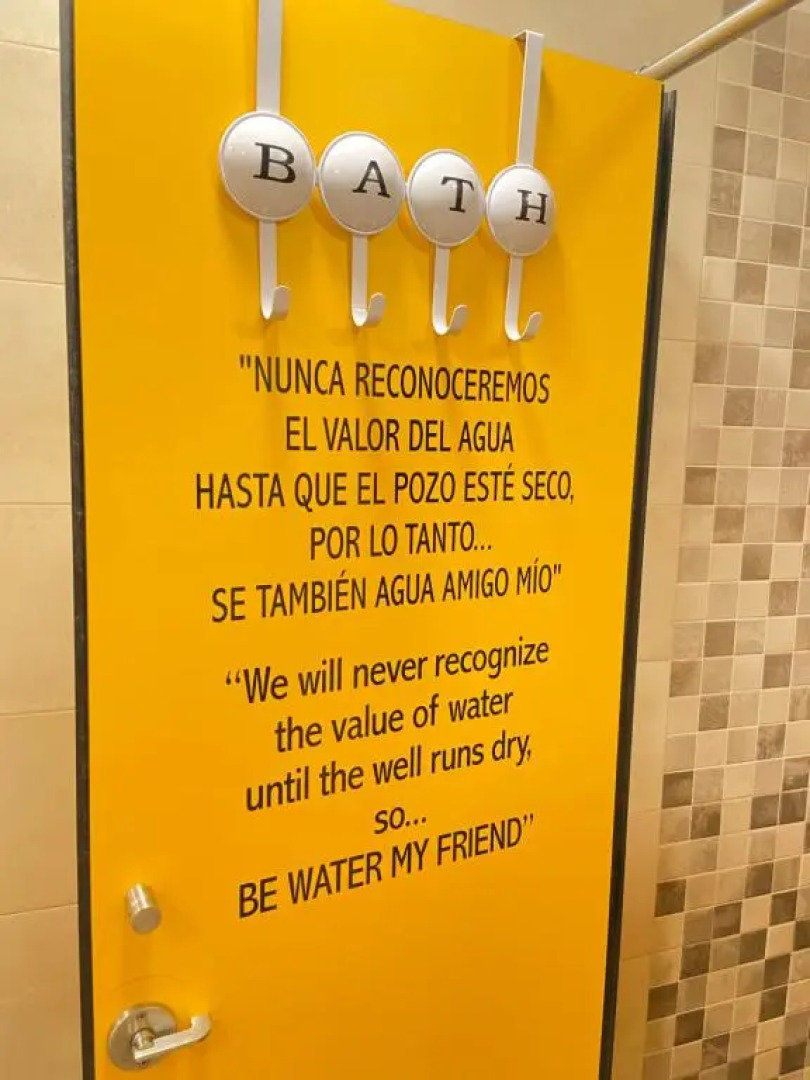 BATH
"NUNCA RECONOCEREMOS
EL VALOR DEL AGUA
HASTA QUE EL POZO ESTÉ SECO,
POR LO TANTO...
SE TAMBIÉN AGUA AMIGO MÍO"
“We will never recognize
the value of water
until the well runs dry,
so...
BE WATER MY FRIEND”